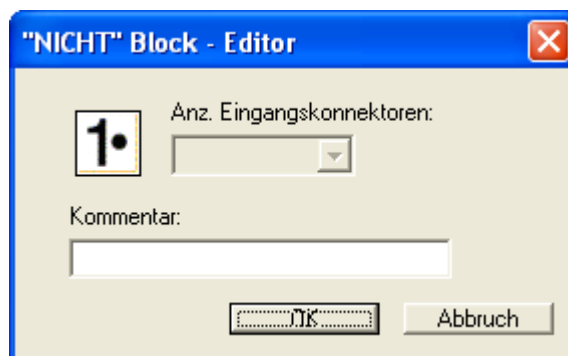 "NICHT" Block - Editor
Anz. Eingangskonnektoren:
1•
Kommentar:
OK
Abbruch